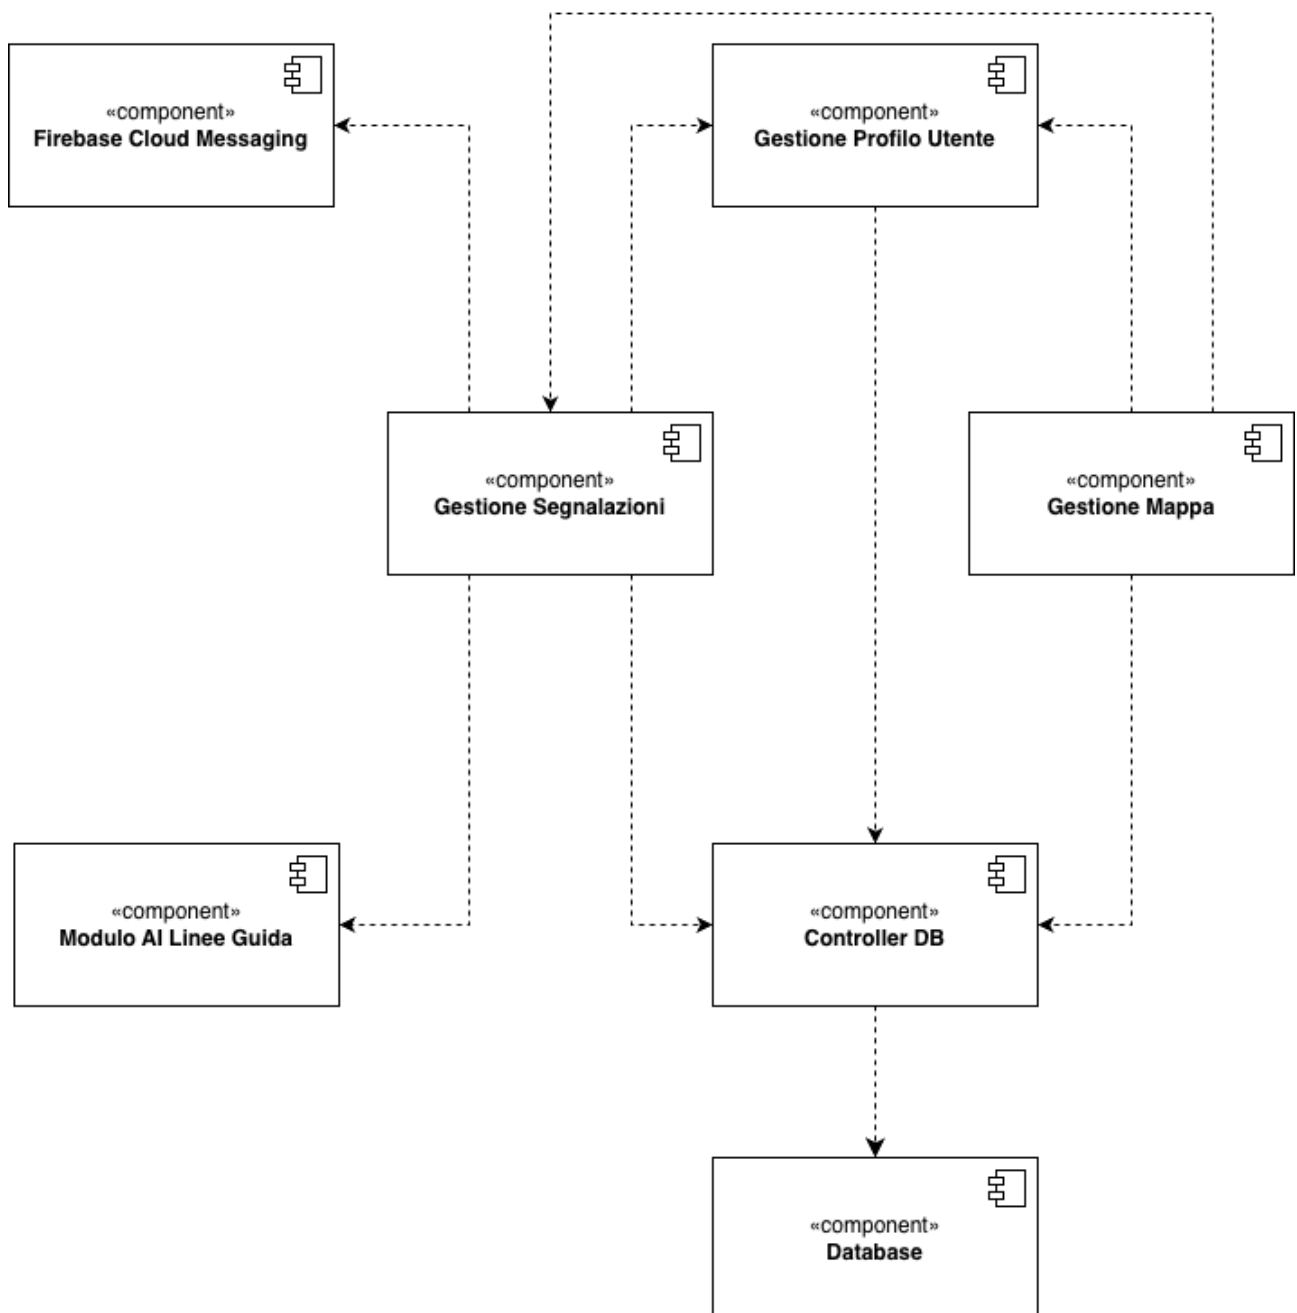 «component»
Firebase Cloud Messaging
«component»
Gestione Profilo Utente
«component»
Gestione Segnalazioni
«component»
Gestione Mappa
«component»
Modulo AI Linee Guida
«component»
Controller DB
«component»
Database